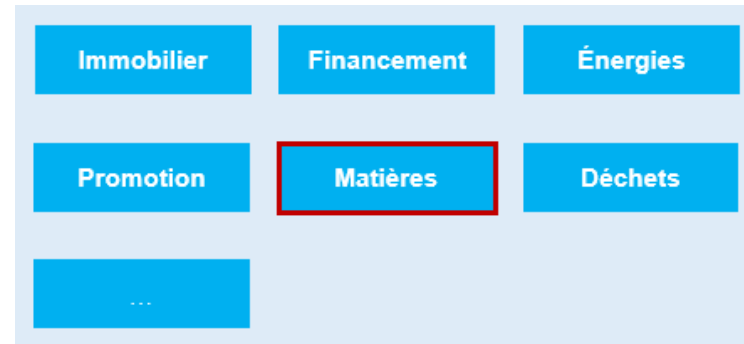 Immobilier
Financement
Énergies
Promotion
Matières
Déchets
...